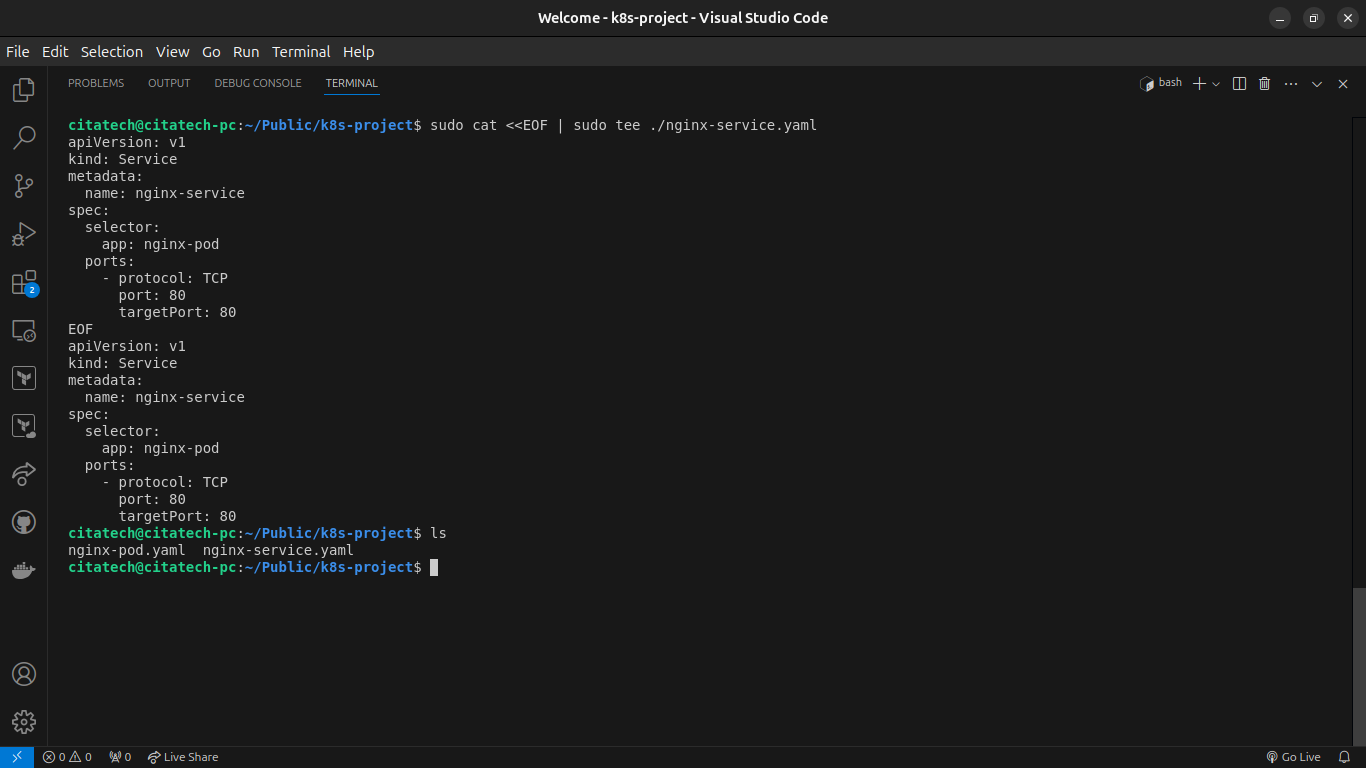 Welcome - k8s-project - Visual Studio Code
File Edit Selection View Go Run Terminal Help
PROBLEMS OUTPUT DEBUG CONSOLE TERMINAL
bash
citatech@citatech-pc:~/Public/k8s-project$ sudo cat <<EOF | sudo tee ./nginx-service.yaml
apiVersion: v1
kind: Service
metadata:
  name: nginx-service
spec:
  selector:
    app: nginx-pod
  ports:
    - protocol: TCP
      port: 80
      targetPort: 80
EOF
apiVersion: v1
kind: Service
metadata:
  name: nginx-service
spec:
  selector:
    app: nginx-pod
  ports:
    - protocol: TCP
      port: 80
      targetPort: 80
citatech@citatech-pc:~/Public/k8s-project$ ls
nginx-pod.yaml  nginx-service.yaml
citatech@citatech-pc:~/Public/k8s-project$
2
0 0 0 Live Share Go Live